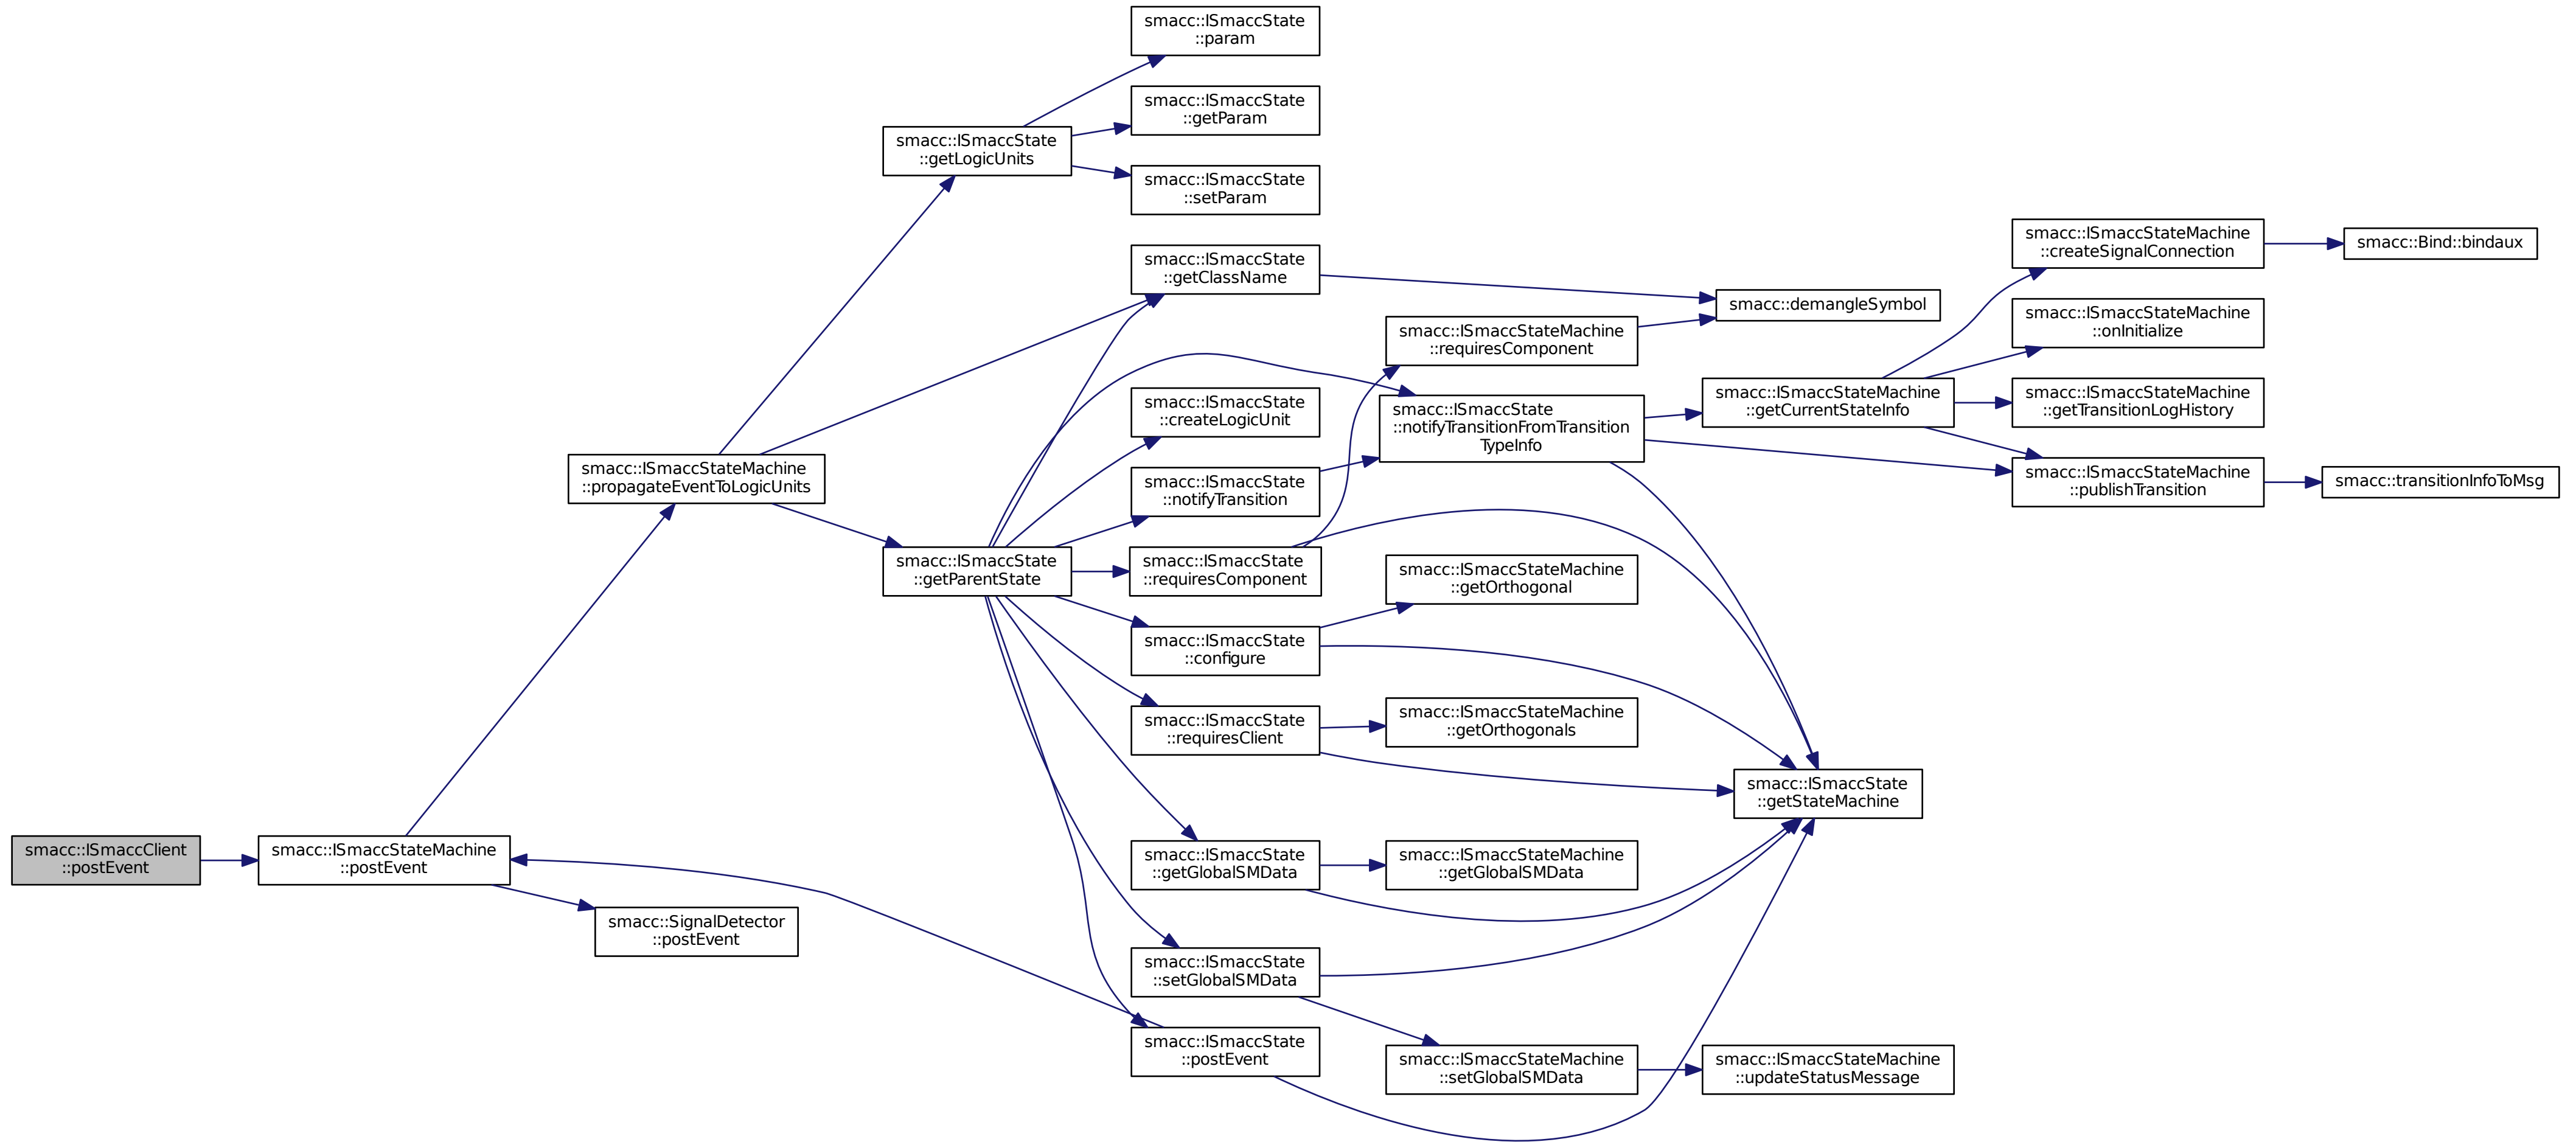 smacc::ISmaccState
::param
smacc::ISmaccState
::getParam
smacc::ISmaccState
::getLogicUnits
smacc::ISmaccState
::setParam
smacc::ISmaccStateMachine
::createSignalConnection
smacc::Bind::bindaux
smacc::ISmaccState
::getClassName
smacc::demangleSymbol
smacc::ISmaccStateMachine
::onInitialize
smacc::ISmaccStateMachine
::requiresComponent
smacc::ISmaccState
::createLogicUnit
smacc::ISmaccState
::notifyTransitionFromTransition
TypeInfo
smacc::ISmaccStateMachine
::getCurrentStateInfo
smacc::ISmaccStateMachine
::getTransitionLogHistory
smacc::ISmaccStateMachine
::propagateEventToLogicUnits
smacc::ISmaccState
::notifyTransition
smacc::ISmaccStateMachine
::publishTransition
smacc::transitionInfoToMsg
smacc::ISmaccState
::getParentState
smacc::ISmaccState
::requiresComponent
smacc::ISmaccStateMachine
::getOrthogonal
smacc::ISmaccState
::configure
smacc::ISmaccState
::requiresClient
smacc::ISmaccStateMachine
::getOrthogonals
smacc::ISmaccState
::getStateMachine
smacc::ISmaccClient
::postEvent
smacc::ISmaccStateMachine
::postEvent
smacc::ISmaccState
::getGlobalSMData
smacc::ISmaccStateMachine
::getGlobalSMData
smacc::SignalDetector
::postEvent
smacc::ISmaccState
::setGlobalSMData
smacc::ISmaccState
::postEvent
smacc::ISmaccStateMachine
::setGlobalSMData
smacc::ISmaccStateMachine
::updateStatusMessage